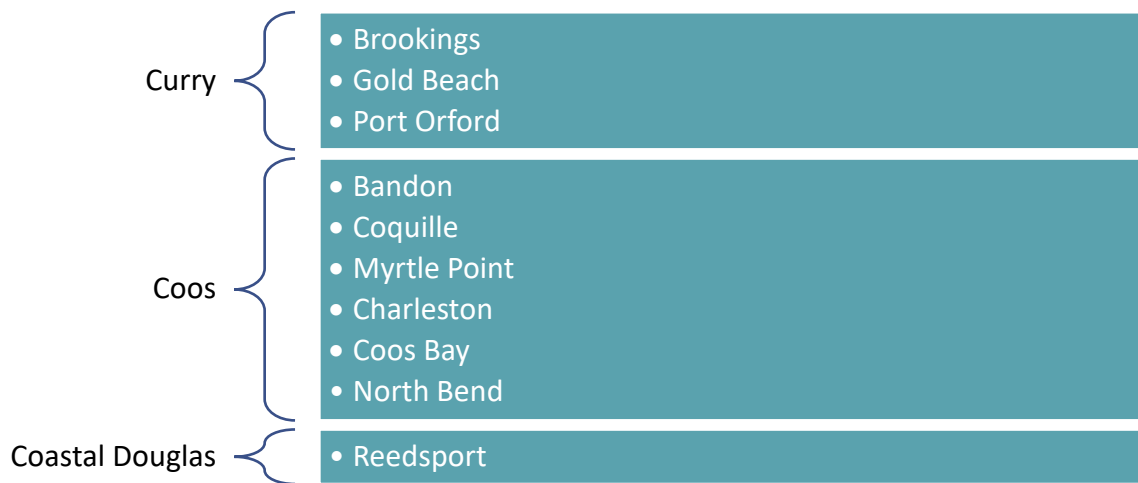 Curry
• Brookings
• Gold Beach
• Port Orford
Coos
• Bandon
• Coquille
• Myrtle Point
• Charleston
• Coos Bay
• North Bend
Coastal Douglas
• Reedsport